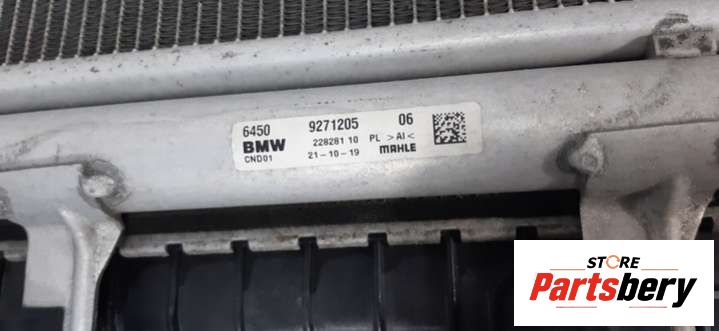 6450 9271205 06
BMW 228281 10 PL >Al<
CND01 21-10-19 MAHLE
STORE
Partsbery